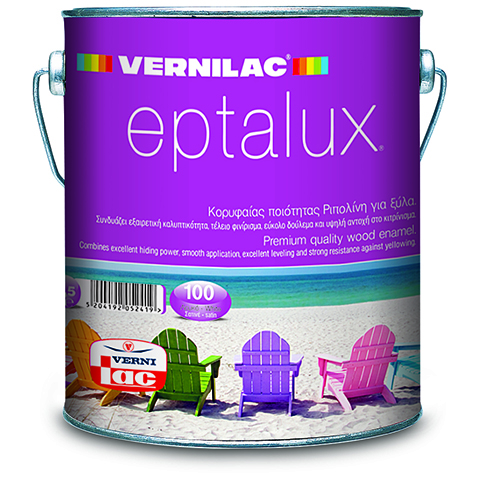 VERNILAC®
eptalux®
Κορυφαίας ποιότητας Ριπολίνη για ξύλα.
Συνδυάζει εξαιρετική καλυπτικότητα, τέλειο φινίρισμα, εύκολο δούλεμα και υψηλή αντοχή στο κιτρίνισμα.
Premium quality wood enamel.
Combines excellent hiding power, smooth application, excellent leveling and strong resistance against yellowing.
5 204192 052419 >
100
Σατινέ - satin
VERNI
lac